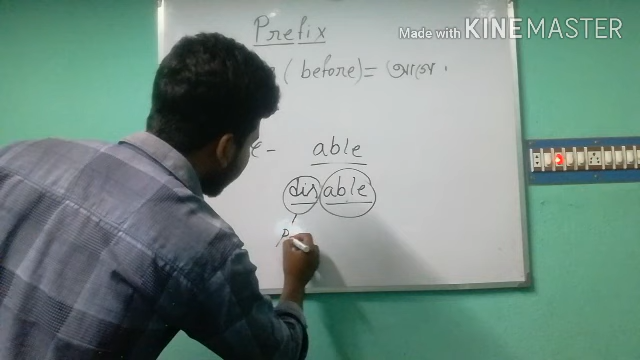 Made with KINEMASTER
Prefix
(before) = আগে
able
dis able
P